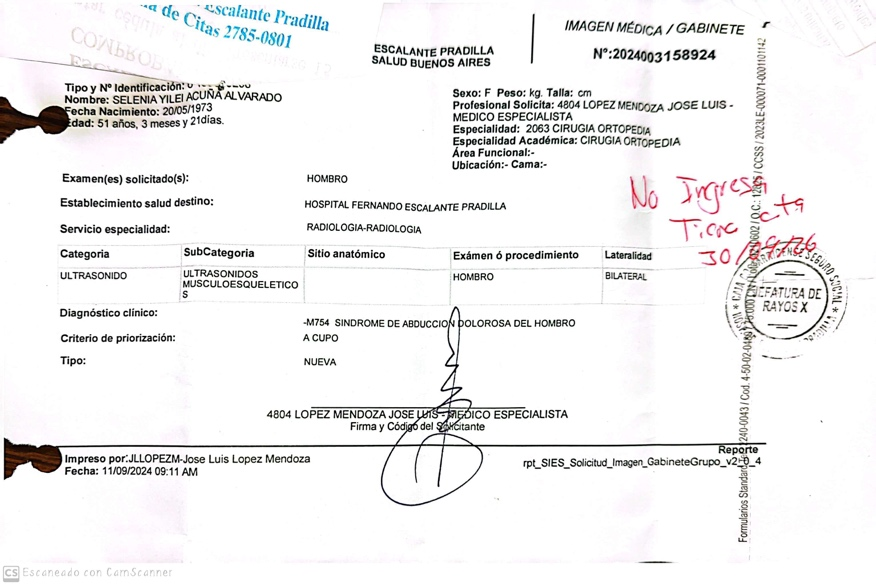 Escalante Pradilla
de Citas 2785-0801
ESCALANTE PRADILLA
SALUD BUENOS AIRES
IMAGEN MÉDICA / GABINETE
N°:2024003158924
Tipo y Nº Identificación:
Nombre: SELENIA YILEI ACUÑA ALVARADO
Fecha Nacimiento: 20/05/1973
Edad: 51 años, 3 meses y 21días.
Sexo: F Peso: kg. Talla: cm
Profesional Solicita: 4804 LOPEZ MENDOZA JOSE LUIS -
MEDICO ESPECIALISTA
Especialidad: 2063 CIRUGIA ORTOPEDIA
Especialidad Académica: CIRUGIA ORTOPEDIA
Área Funcional:-
Ubicación:- Cama:-
No Ingresa
Tiene cta
Examen(es) solicitado(s): HOMBRO
Establecimiento salud destino: HOSPITAL FERNANDO ESCALANTE PRADILLA
Servicio especialidad: RADIOLOGIA-RADIOLOGIA
Categoria SubCategoria Sitio anatómico Exámen ó procedimiento Lateralidad
ULTRASONIDO ULTRASONIDOS MUSCULOESQUELETICOS HOMBRO BILATERAL
JEFATURA DE
RAYOS X
SEGURO SOCIAL
Diagnóstico clínico: -M754 SINDROME DE ABDUCCION DOLOROSA DEL HOMBRO
Criterio de priorización: A CUPO
Tipo: NUEVA
4804 LOPEZ MENDOZA JOSE LUIS - MEDICO ESPECIALISTA
Firma y Código del Solicitante
Impreso por:JLLOPEZM-Jose Luis Lopez Mendoza
Fecha: 11/09/2024 09:11 AM
Reporte
rpt_SIES_Solicitud_Imagen_GabineteGrupo_v2_0_4
CS Escaneado con CamScanner